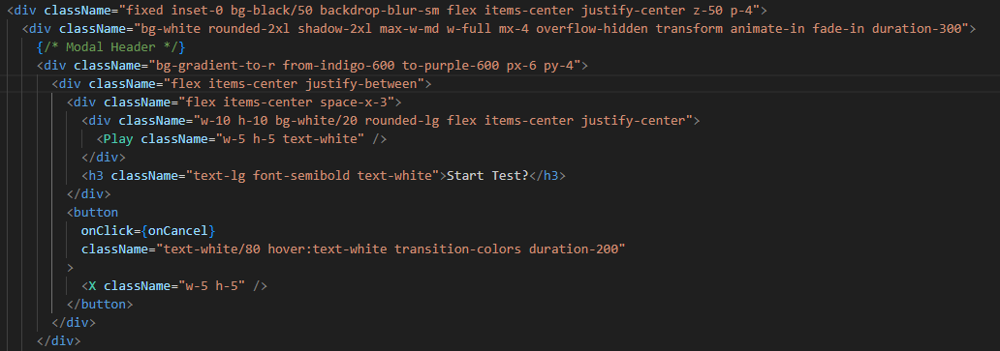 <div className="fixed inset-0 bg-black/50 backdrop-blur-sm flex items-center justify-center z-50 p-4">
<div className="bg-white rounded-2xl shadow-2xl max-w-md w-full mx-4 overflow-hidden transform animate-in fade-in duration-300">
{/* Modal Header */}
<div className="bg-gradient-to-r from-indigo-600 to-purple-600 px-6 py-4">
<div className="flex items-center justify-between">
<div className="flex items-center space-x-3">
<div className="w-10 h-10 bg-white/20 rounded-lg flex items-center justify-center">
<Play className="w-5 h-5 text-white" />
</div>
<h3 className="text-lg font-semibold text-white">Start Test?</h3>
</div>
<button
onClick={onCancel}
className="text-white/80 hover:text-white transition-colors duration-200"
>
<X className="w-5 h-5" />
</button>
</div>
</div>